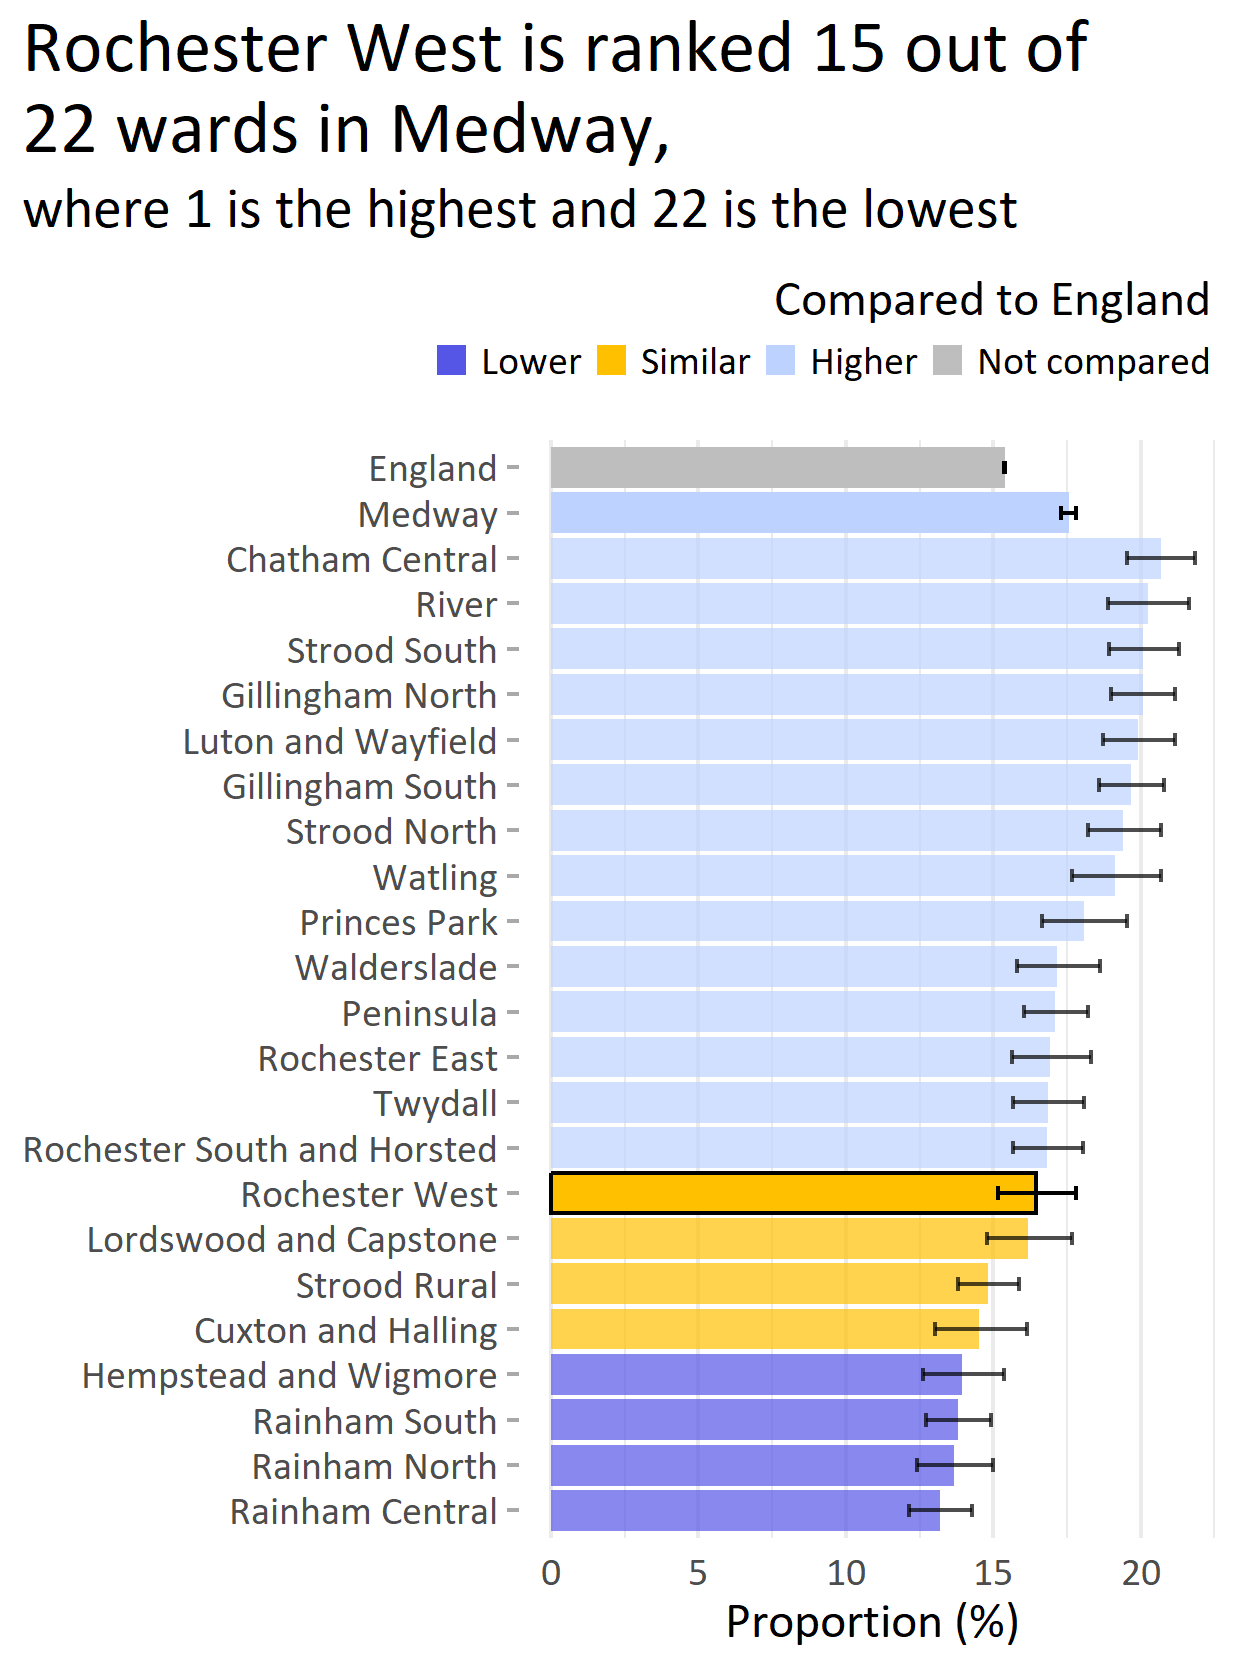 Rochester West is ranked 15 out of
22 wards in Medway,
where 1 is the highest and 22 is the lowest
Compared to England
Lower Similar Higher Not compared
England
Medway
Chatham Central
River
Strood South
Gillingham North
Luton and Wayfield
Gillingham South
Strood North
Watling
Princes Park
Walderslade
Peninsula
Rochester East
Twydall
Rochester South and Horsted
Rochester West
Lordswood and Capstone
Strood Rural
Cuxton and Halling
Hempstead and Wigmore
Rainham South
Rainham North
Rainham Central
0 5 10 15 20
Proportion (%)